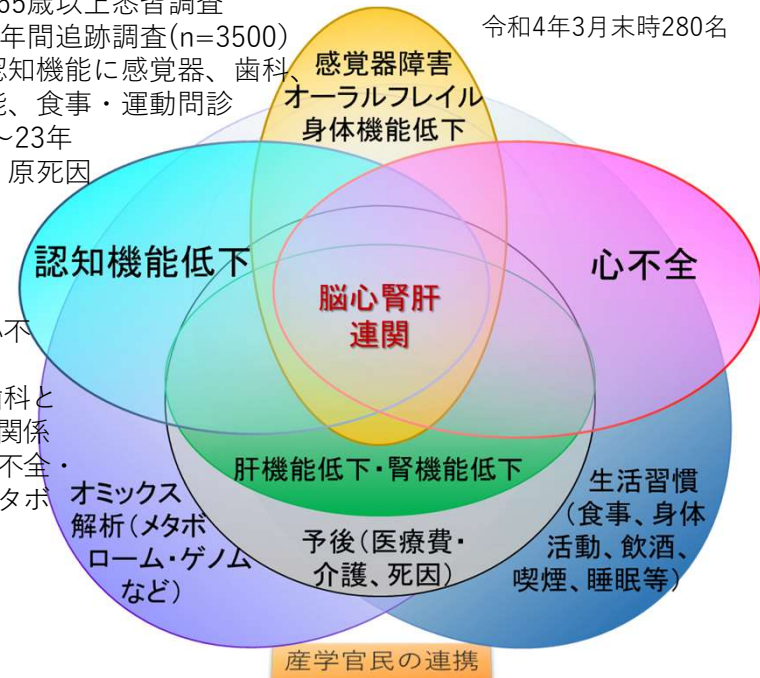 65歳以上悉皆調査
年間追跡調査(n=3500)
認知機能に感覚器、歯科、
能、食事・運動問診
～23年
原死因
不
歯科と
関係
不全・
タボ
令和4年3月末時280名
感覚器障害
オーラルフレイル
身体機能低下
認知機能低下
心不全
脳心腎肝
連関
肝機能低下・腎機能低下
オミックス
解析(メタボ
ローム・ゲノム
など)
予後(医療費・
介護、死因)
生活習慣
(食事、身体
活動、飲酒、
喫煙、睡眠等)
産学官民の連携